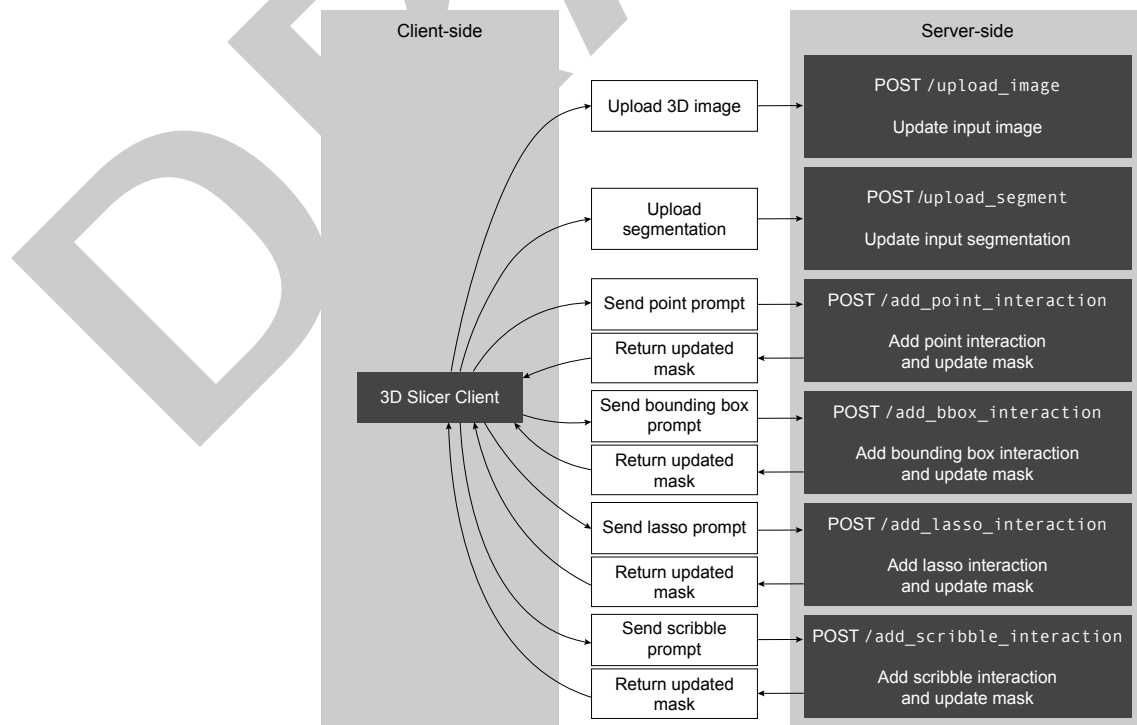 Client-side
Server-side
Upload 3D image
POST /upload_image
Update input image
Upload
segmentation
POST /upload_segment
Update input segmentation
Send point prompt
POST /add_point_interaction
Return updated
mask
Add point interaction
and update mask
3D Slicer Client
Send bounding box
prompt
POST /add_bbox_interaction
Return updated
mask
Add bounding box interaction
and update mask
Send lasso prompt
POST /add_lasso_interaction
Return updated
mask
Add lasso interaction
and update mask
Send scribble
prompt
POST /add_scribble_interaction
Return updated
mask
Add scribble interaction
and update mask